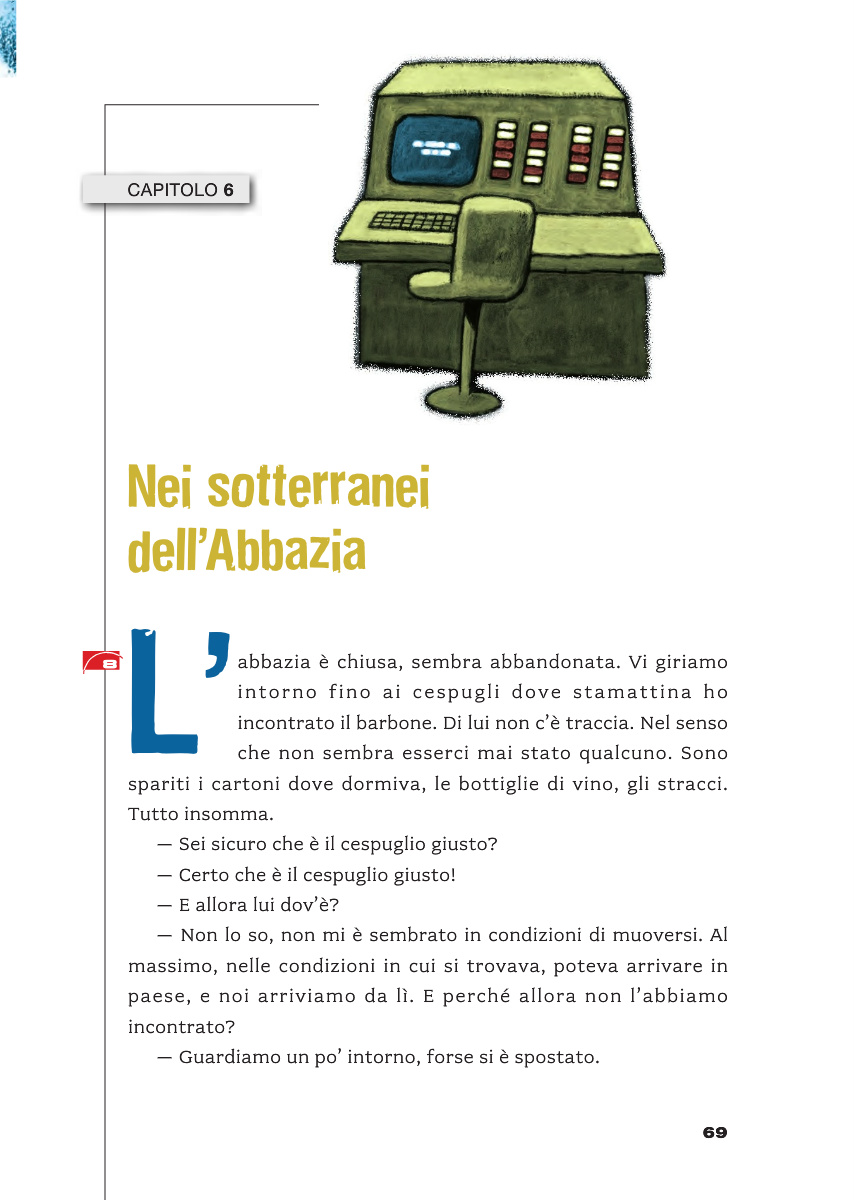 CAPITOLO 6
Nei sotterranei
dell’Abbazia
8
L’abbazia è chiusa, sembra abbandonata. Vi giriamo
intorno fino ai cespugli dove stamattina ho
incontrato il barbone. Di lui non c’è traccia. Nel senso
che non sembra esserci mai stato qualcuno. Sono
spariti i cartoni dove dormiva, le bottiglie di vino, gli stracci.
Tutto insomma.
— Sei sicuro che è il cespuglio giusto?
— Certo che è il cespuglio giusto!
— E allora lui dov’è?
— Non lo so, non mi è sembrato in condizioni di muoversi. Al
massimo, nelle condizioni in cui si trovava, poteva arrivare in
paese, e noi arriviamo da lì. E perché allora non l’abbiamo
incontrato?
— Guardiamo un po’ intorno, forse si è spostato.
69